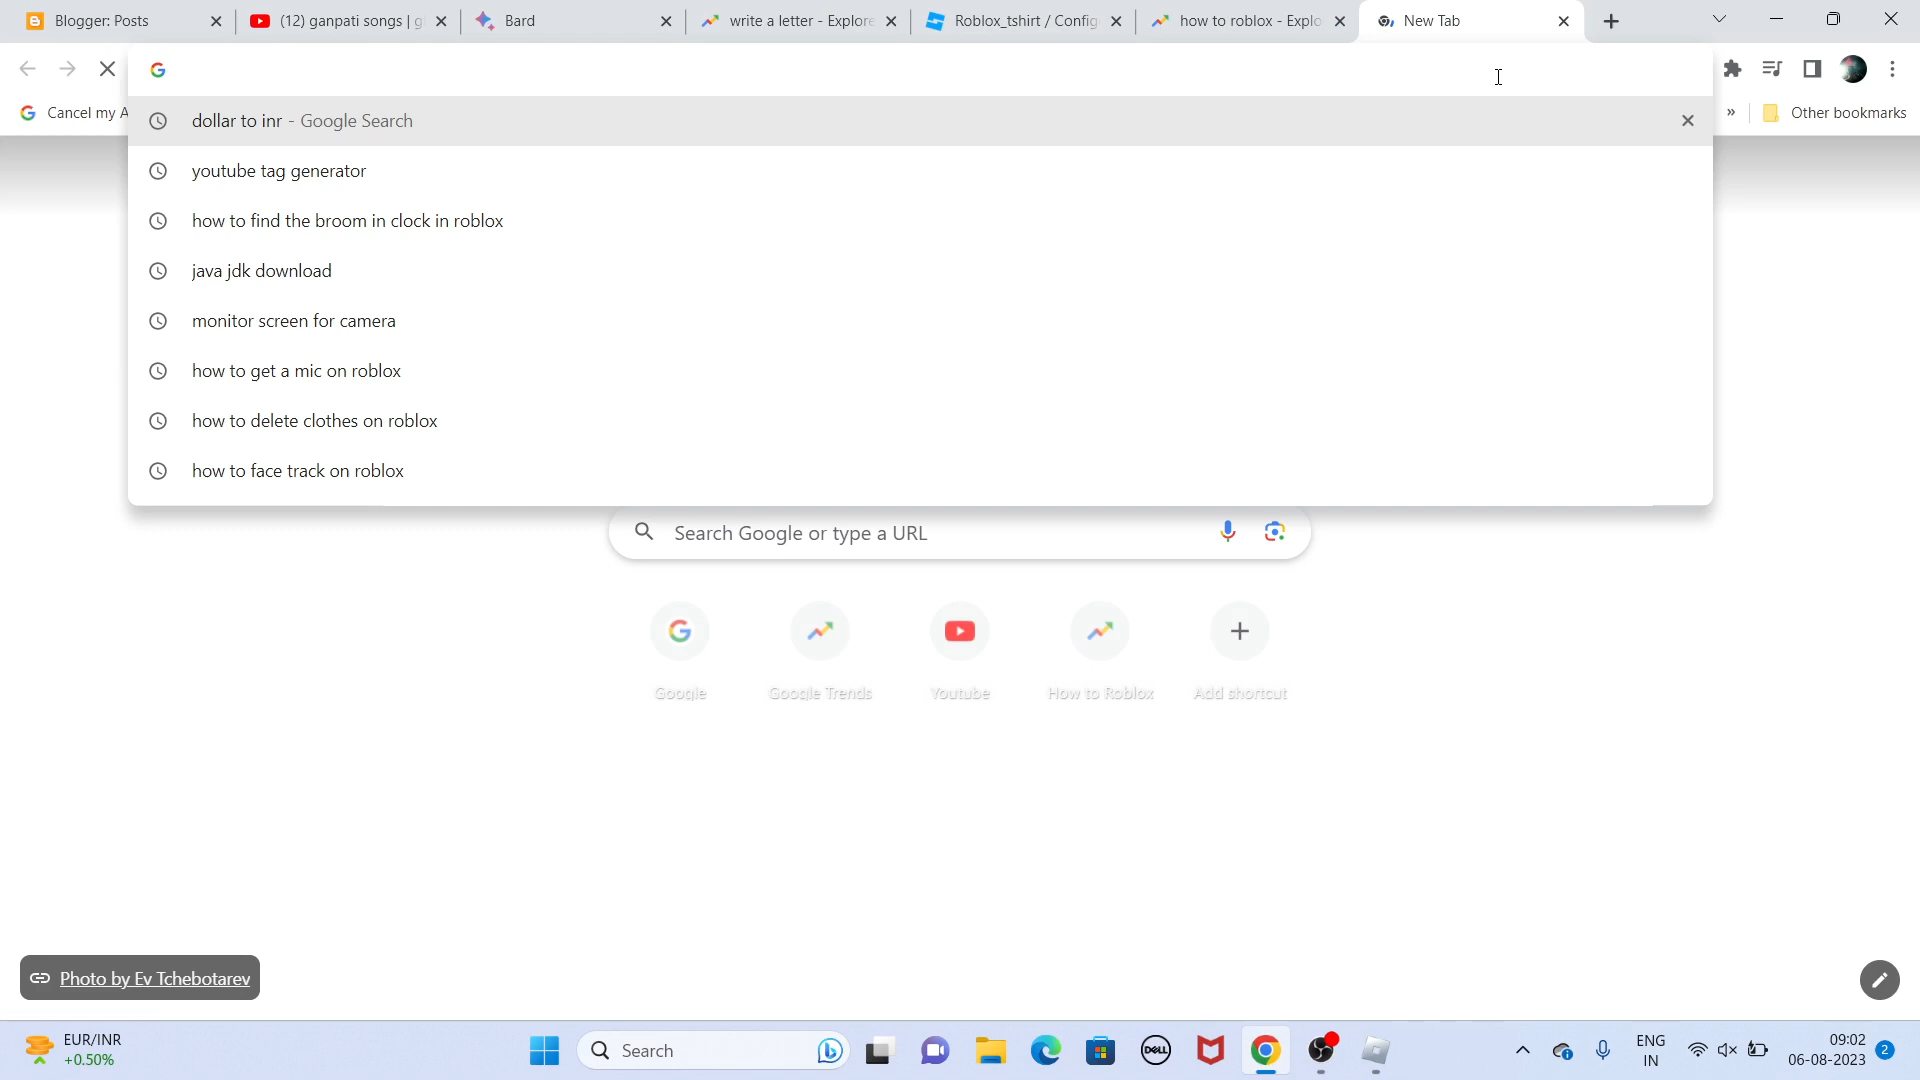 Blogger: Posts
(12) ganpati songs | g
Bard
write a letter - Explore
Roblox_tshirt / Config
how to roblox - Explo
New Tab
Cancel my A
» Other bookmarks
dollar to inr - Google Search
youtube tag generator
how to find the broom in clock in roblox
java jdk download
monitor screen for camera
how to get a mic on roblox
how to delete clothes on roblox
how to face track on roblox
Search Google or type a URL
Google
Google Trends
Youtube
How to Roblox
Add shortcut
Photo by Ev Tchebotarev
EUR/INR
+0.50%
Search
DELL
ENG
IN
09:02
06-08-2023
2